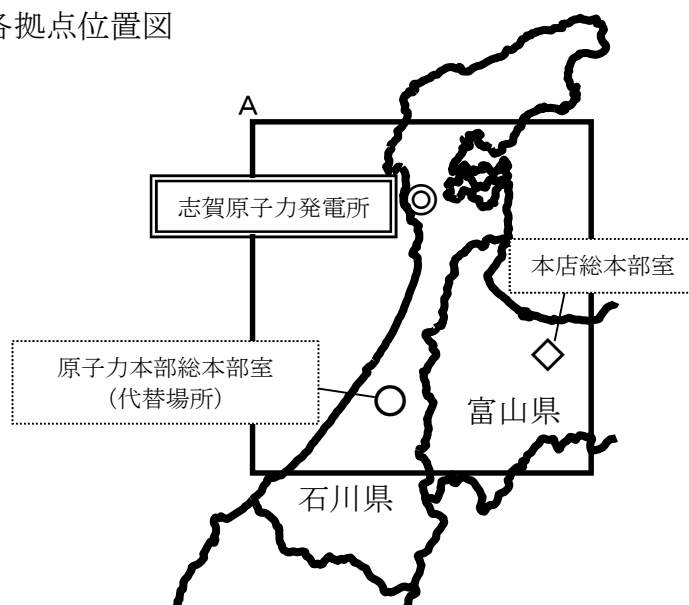 各拠点位置図
A
志賀原子力発電所
本店総本部室
原子力本部総本部室
（代替場所）
富山県
石川県